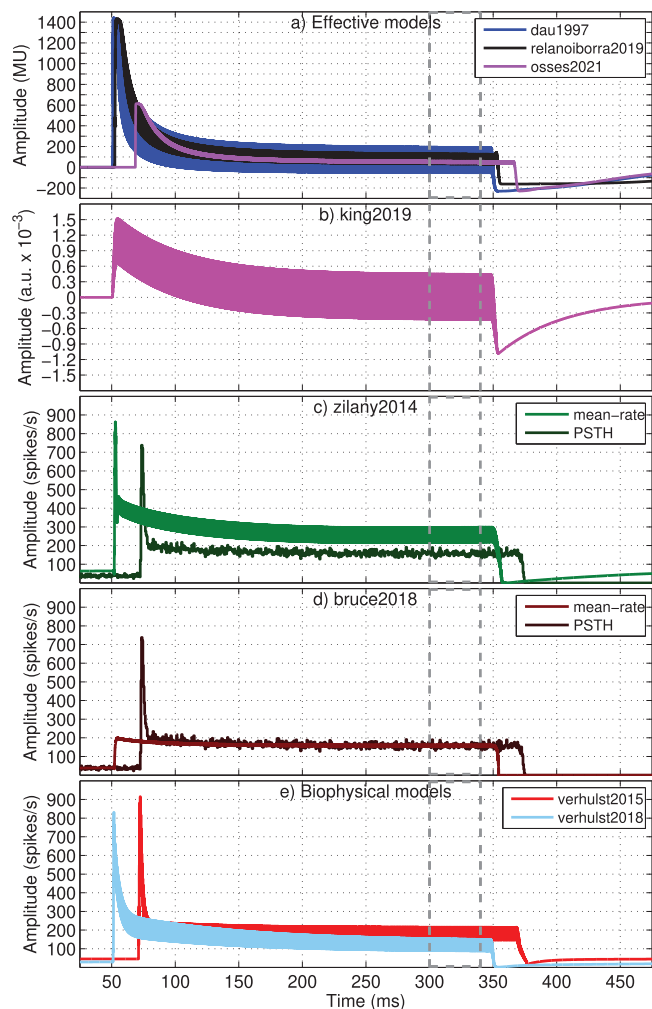 a) Effective models
dau1997
relanoiborra2019
osses2021
Amplitude (MU)
1400
1200
1000
800
600
400
200
0
−200
b) king2019
Amplitude (a.u. x 10⁻³)
1.5
1.2
0.9
0.6
0.3
0
−0.3
−0.6
−0.9
−1.2
−1.5
c) zilany2014
mean−rate
PSTH
Amplitude (spikes/s)
900
800
700
600
500
400
300
200
100
d) bruce2018
mean−rate
PSTH
Amplitude (spikes/s)
900
800
700
600
500
400
300
200
100
e) Biophysical models
verhulst2015
verhulst2018
Amplitude (spikes/s)
900
800
700
600
500
400
300
200
100
50
100
150
200
250
300
350
400
450
Time (ms)